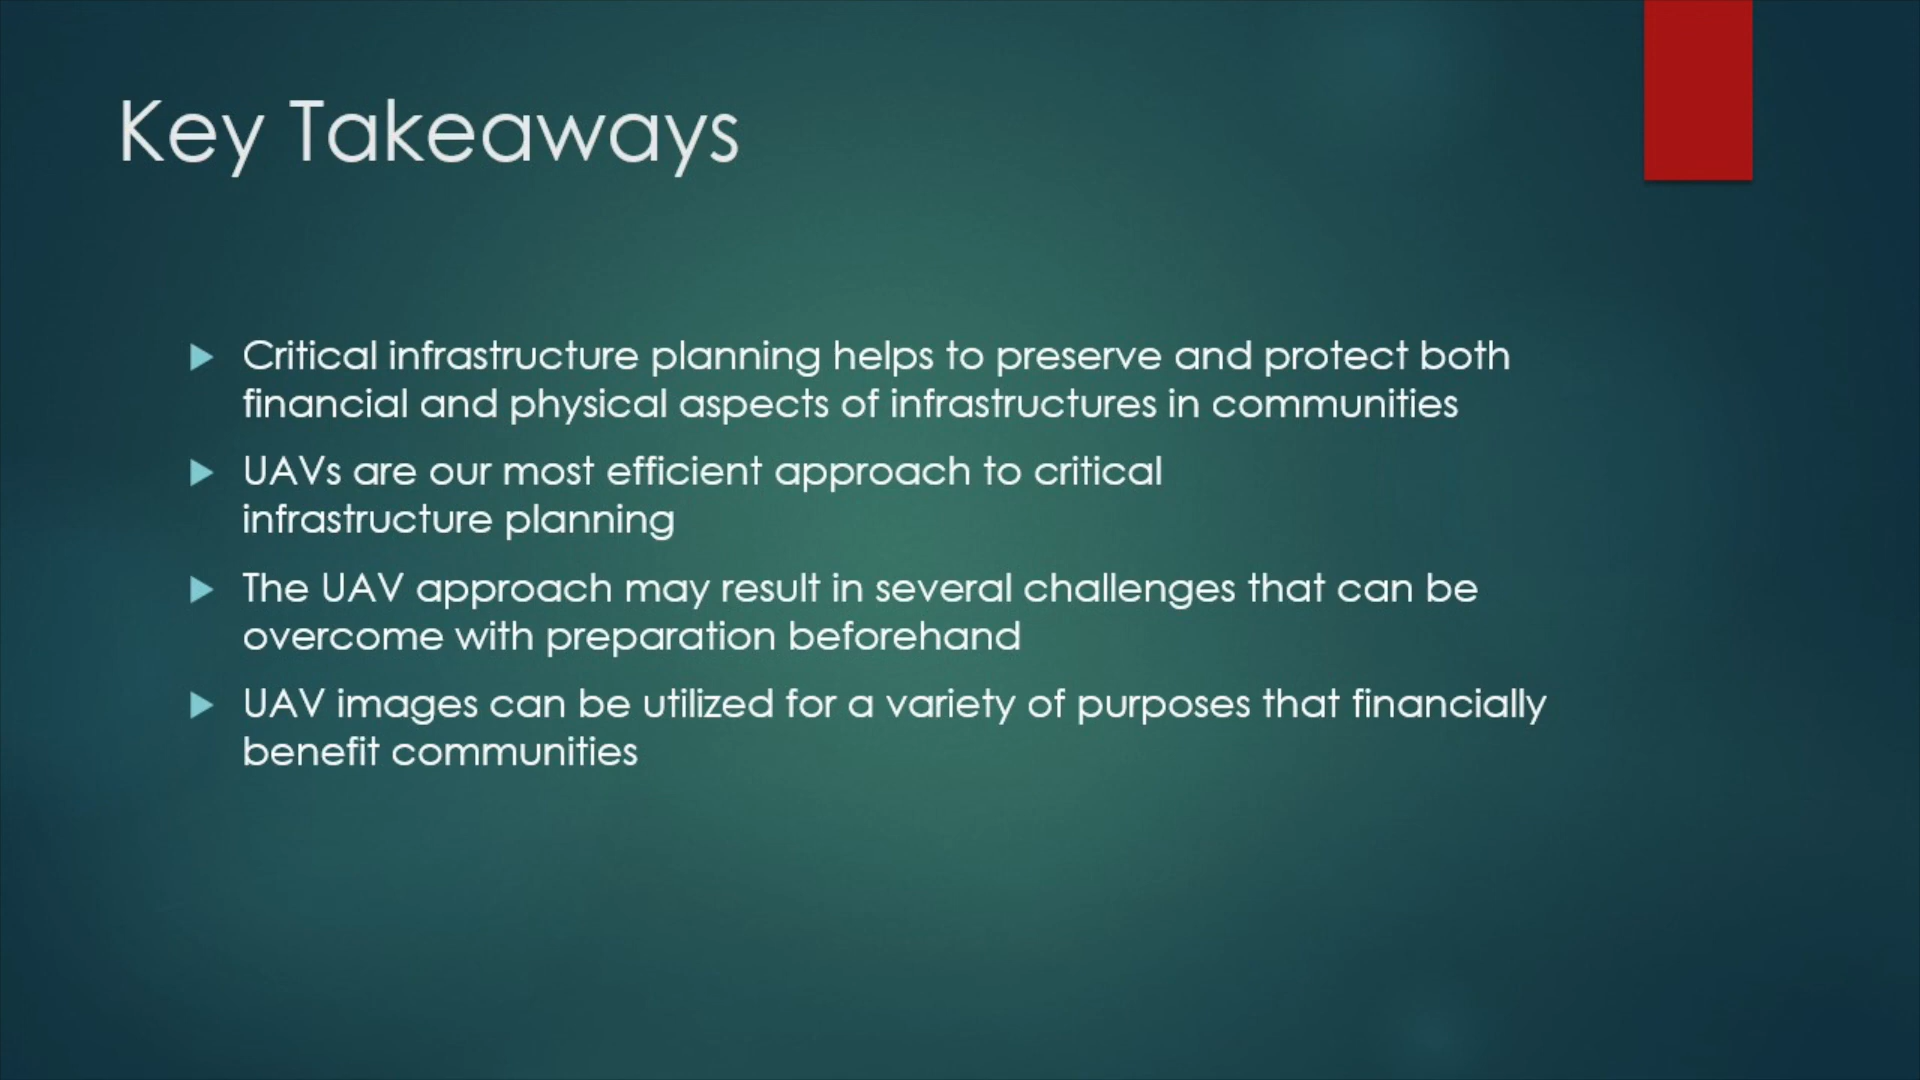 Key Takeaways
Critical infrastructure planning helps to preserve and protect both
financial and physical aspects of infrastructures in communities
UAVs are our most efficient approach to critical
infrastructure planning
The UAV approach may result in several challenges that can be
overcome with preparation beforehand
UAV images can be utilized for a variety of purposes that financially
benefit communities